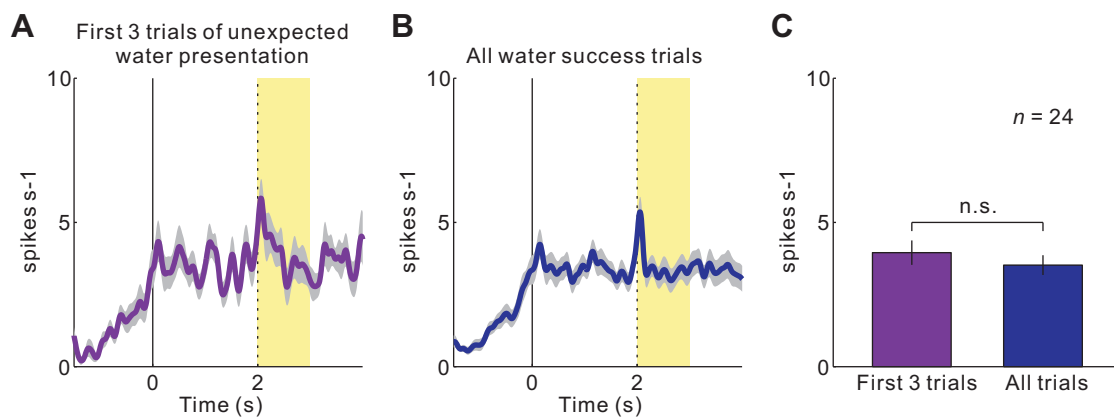 A
First 3 trials of unexpected
water presentation
10
5
0
spikes s-1
0
2
Time (s)
B
All water success trials
10
5
0
spikes s-1
0
2
Time (s)
C
10
5
0
spikes s-1
n = 24
n.s.
First 3 trials
All trials